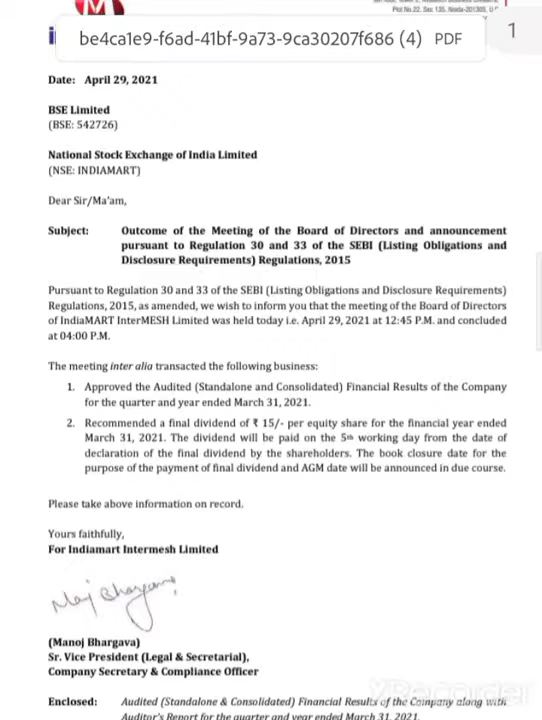 Plot No.22, Sec 135, Noida-201305, U.P
be4ca1e9-f6ad-41bf-9a73-9ca30207f686 (4) PDF
1
Date: April 29, 2021
BSE Limited
(BSE: 542726)
National Stock Exchange of India Limited
(NSE: INDIAMART)
Dear Sir/Ma'am,
Subject: Outcome of the Meeting of the Board of Directors and announcement
pursuant to Regulation 30 and 33 of the SEBI (Listing Obligations and
Disclosure Requirements) Regulations, 2015
Pursuant to Regulation 30 and 33 of the SEBI (Listing Obligations and Disclosure Requirements)
Regulations, 2015, as amended, we wish to inform you that the meeting of the Board of Directors
of IndiaMART InterMESH Limited was held today i.e. April 29, 2021 at 12:45 P.M. and concluded
at 04:00 P.M.
The meeting inter alia transacted the following business:
1. Approved the Audited (Standalone and Consolidated) Financial Results of the Company
for the quarter and year ended March 31, 2021.
2. Recommended a final dividend of ₹ 15/- per equity share for the financial year ended
March 31, 2021. The dividend will be paid on the 5th working day from the date of
declaration of the final dividend by the shareholders. The book closure date for the
purpose of the payment of final dividend and AGM date will be announced in due course.
Please take above information on record.
Yours faithfully,
For Indiamart Intermesh Limited
Manoj Bhargava
(Manoj Bhargava)
Sr. Vice President (Legal & Secretarial),
Company Secretary & Compliance Officer
Enclosed: Audited (Standalone & Consolidated) Financial Results of the Company along with
Auditor's Report for the quarter and year ended March 31, 2021.
XRecorder